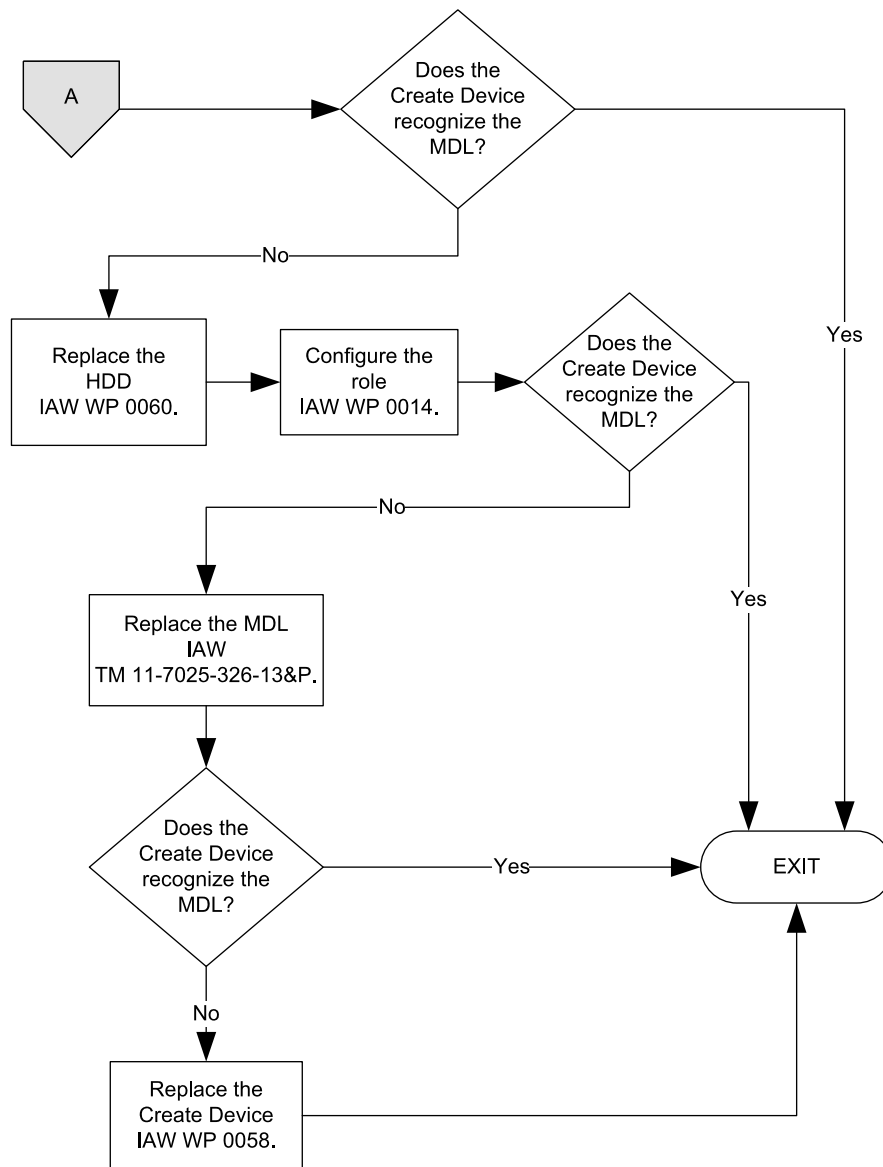 A
Does the
Create Device
recognize the
MDL?
No
Yes
Replace the
HDD
IAW WP 0060.
Configure the
role
IAW WP 0014.
Does the
Create Device
recognize the
MDL?
No
Yes
Replace the MDL
IAW
TM 11-7025-326-13&P.
Does the
Create Device
recognize the
MDL?
Yes
EXIT
No
Replace the
Create Device
IAW WP 0058.